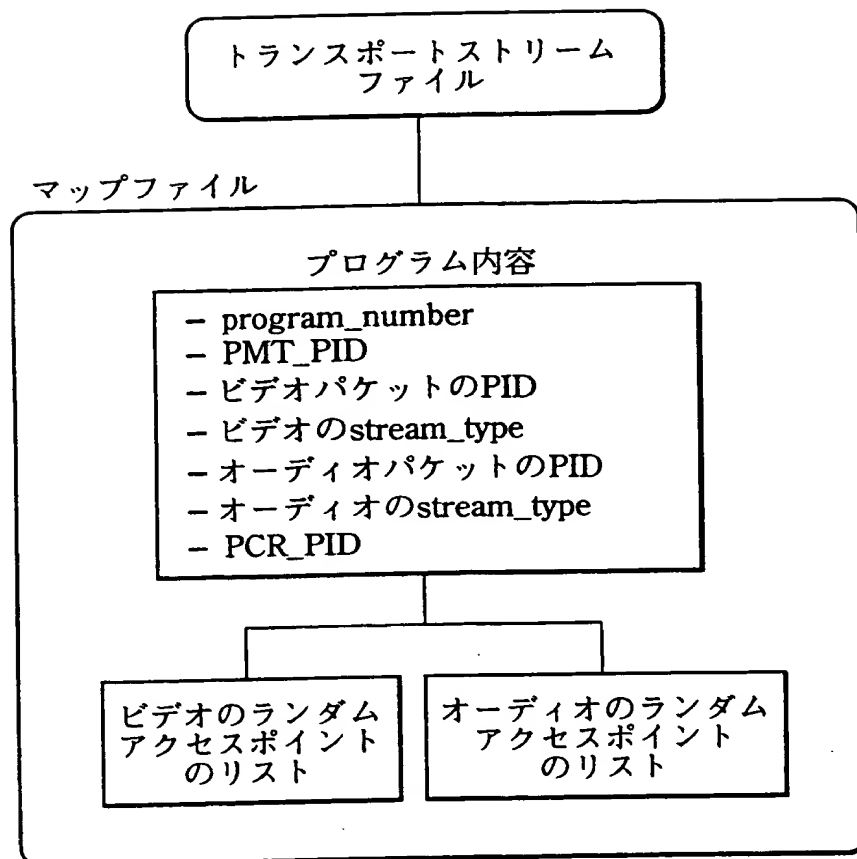 トランスポートストリーム
ファイル
マップファイル
プログラム内容
– program_number
– PMT_PID
– ビデオパケットのPID
– ビデオのstream_type
– オーディオパケットのPID
– オーディオのstream_type
– PCR_PID
ビデオのランダム
アクセスポイント
のリスト
オーディオのランダム
アクセスポイント
のリスト